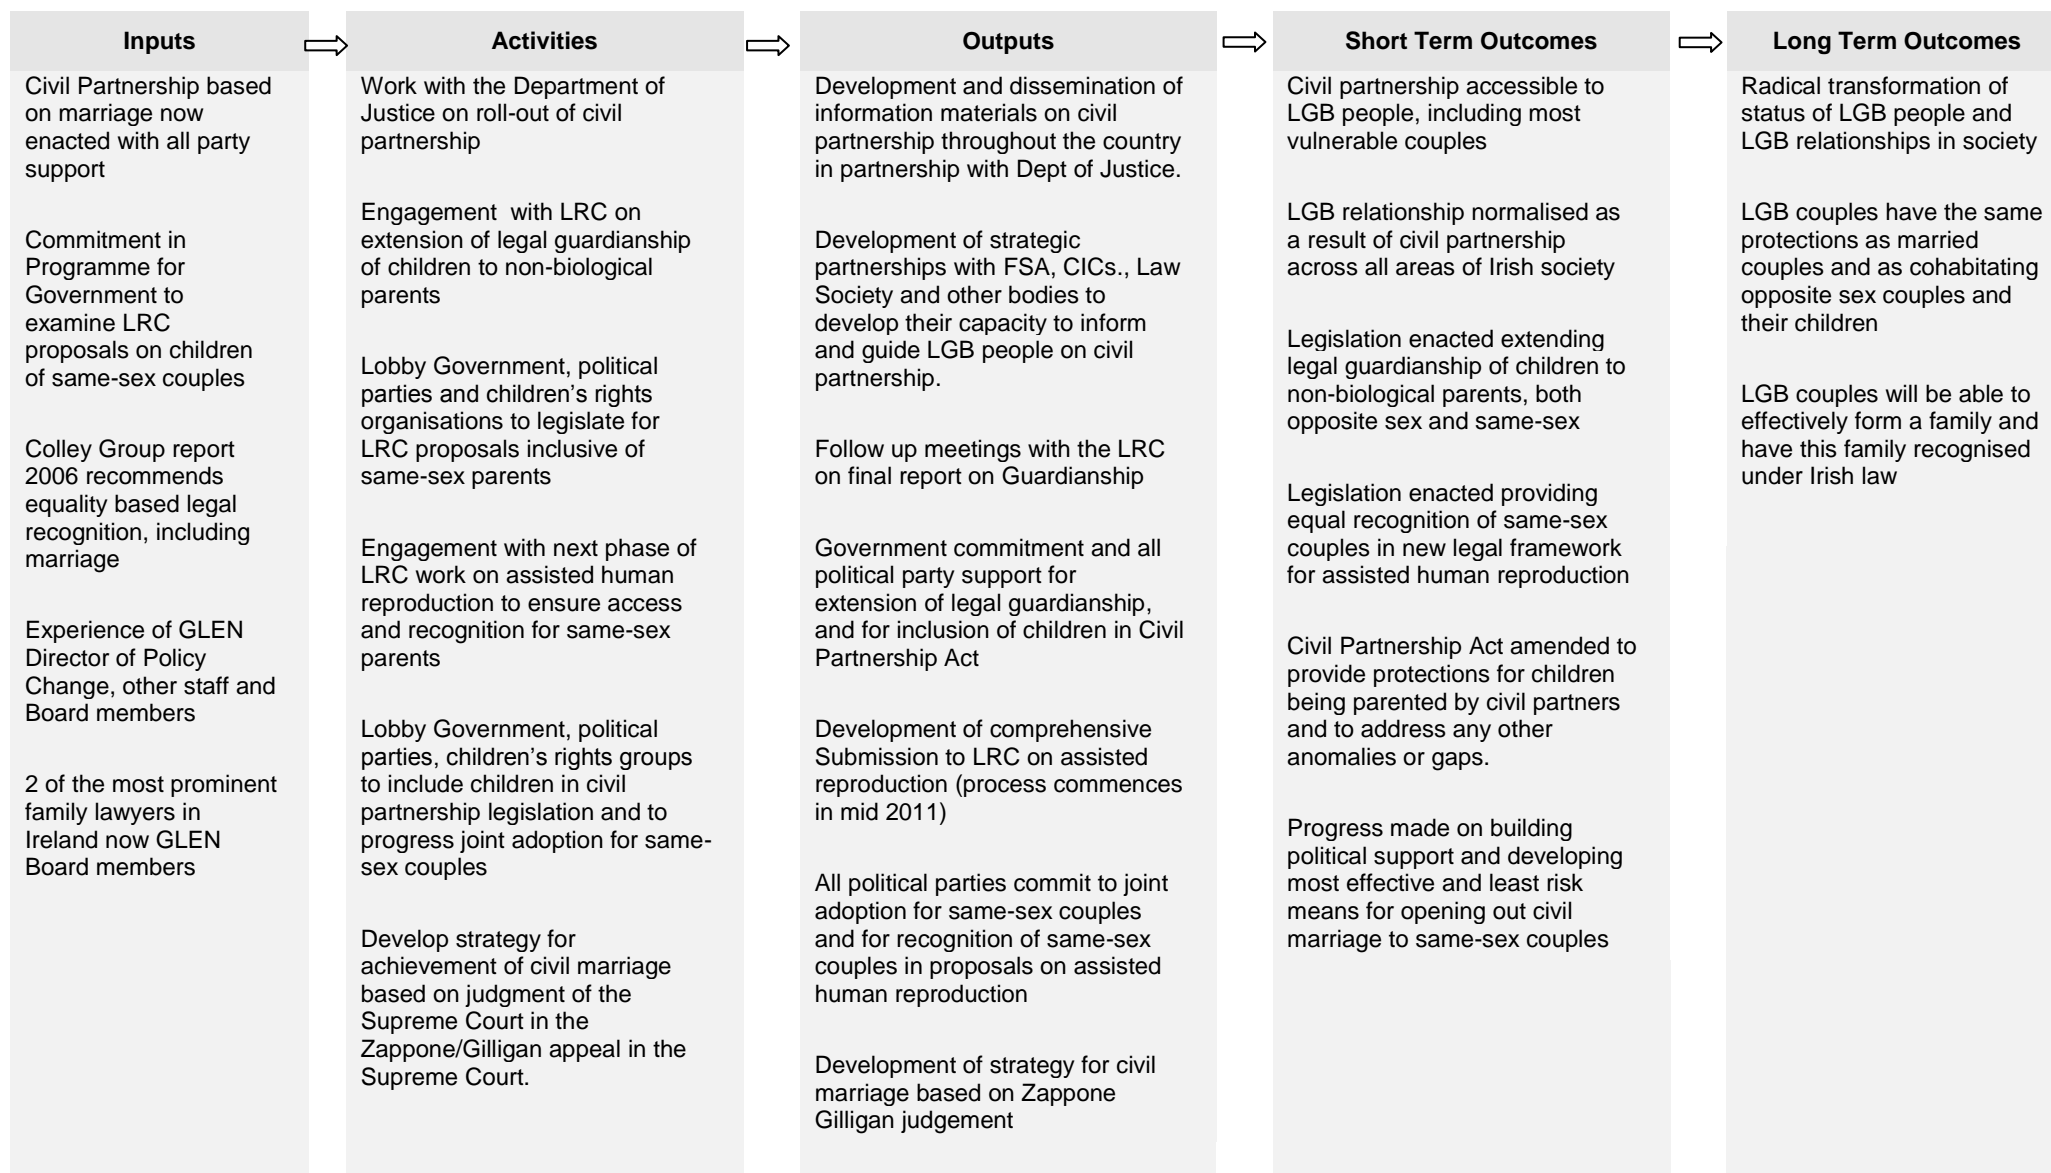 Inputs
Civil Partnership based
on marriage now
enacted with all party
support
Commitment in
Programme for
Government to
examine LRC
proposals on children
of same-sex couples
Colley Group report
2006 recommends
equality based legal
recognition, including
marriage
Experience of GLEN
Director of Policy
Change, other staff and
Board members
2 of the most prominent
family lawyers in
Ireland now GLEN
Board members
Activities
Work with the Department of
Justice on roll-out of civil
partnership
Engagement  with LRC on
extension of legal guardianship
of children to non-biological
parents
Lobby Government, political
parties and children’s rights
organisations to legislate for
LRC proposals inclusive of
same-sex parents
Engagement with next phase of
LRC work on assisted human
reproduction to ensure access
and recognition for same-sex
parents
Lobby Government, political
parties, children’s rights groups
to include children in civil
partnership legislation and to
progress joint adoption for same-
sex couples
Develop strategy for
achievement of civil marriage
based on judgment of the
Supreme Court in the
Zappone/Gilligan appeal in the
Supreme Court.
Outputs
Development and dissemination of
information materials on civil
partnership throughout the country
in partnership with Dept of Justice.
Development of strategic
partnerships with FSA, CICs., Law
Society and other bodies to
develop their capacity to inform
and guide LGB people on civil
partnership.
Follow up meetings with the LRC
on final report on Guardianship
Government commitment and all
political party support for
extension of legal guardianship,
and for inclusion of children in Civil
Partnership Act
Development of comprehensive
Submission to LRC on assisted
reproduction (process commences
in mid 2011)
All political parties commit to joint
adoption for same-sex couples
and for recognition of same-sex
couples in proposals on assisted
human reproduction
Development of strategy for civil
marriage based on Zappone
Gilligan judgement
Short Term Outcomes
Civil partnership accessible to
LGB people, including most
vulnerable couples
LGB relationship normalised as
a result of civil partnership
across all areas of Irish society
Legislation enacted extending
legal guardianship of children to
non-biological parents, both
opposite sex and same-sex
Legislation enacted providing
equal recognition of same-sex
couples in new legal framework
for assisted human reproduction
Civil Partnership Act amended to
provide protections for children
being parented by civil partners
and to address any other
anomalies or gaps.
Progress made on building
political support and developing
most effective and least risk
means for opening out civil
marriage to same-sex couples
Long Term Outcomes
Radical transformation of
status of LGB people and
LGB relationships in society
LGB couples have the same
protections as married
couples and as cohabitating
opposite sex couples and
their children
LGB couples will be able to
effectively form a family and
have this family recognised
under Irish law